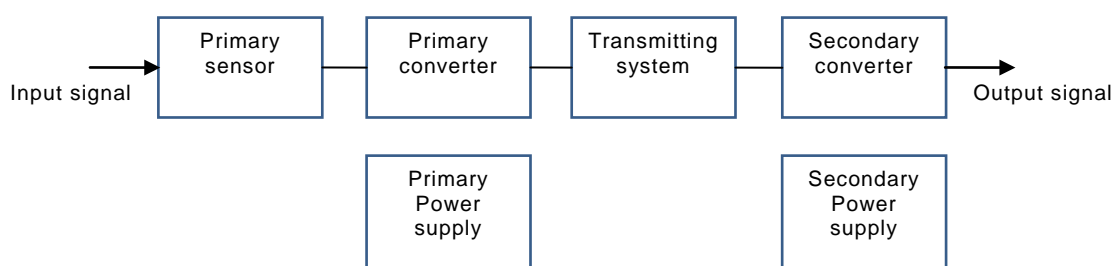 Primary
sensor
Primary
converter
Transmitting
system
Secondary
converter
Input signal
Output signal
Primary
Power
supply
Secondary
Power
supply